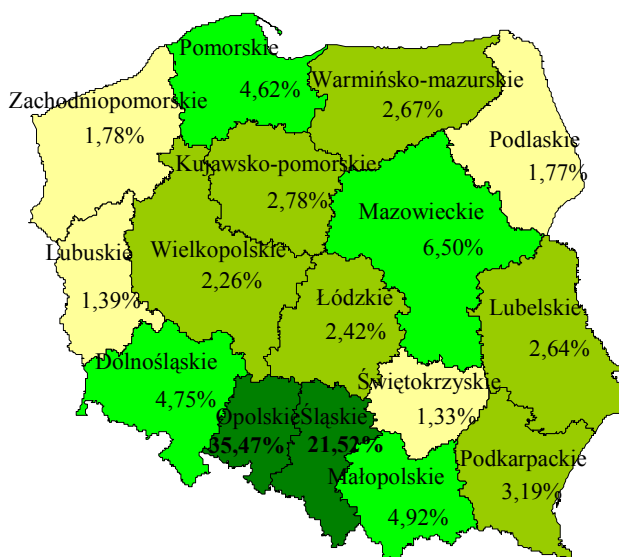 Pomorskie
4,62%
Warmińsko-mazurskie
2,67%
Zachodniopomorskie
1,78%
Podlaskie
1,77%
Kujawsko-pomorskie
2,78%
Mazowieckie
6,50%
Lubuskie
1,39%
Wielkopolskie
2,26%
Łódzkie
2,42%
Lubelskie
2,64%
Dolnośląskie
4,75%
Świętokrzyskie
1,33%
Opolskie
35,47%
Śląskie
21,52%
Małopolskie
4,92%
Podkarpackie
3,19%